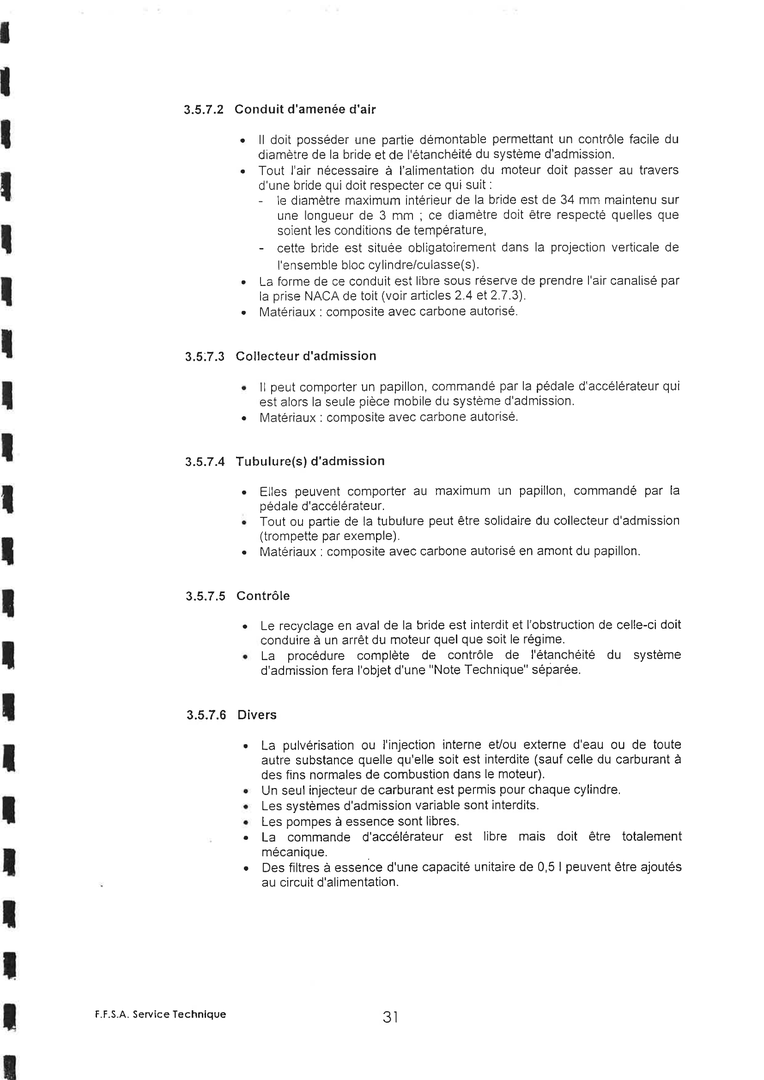 3.5.7.2 Conduit d'amenée d'air
• Il doit posséder une partie démontable permettant un contrôle facile du
diamètre de la bride et de l'étanchéité du système d'admission.
• Tout l'air nécessaire à l'alimentation du moteur doit passer au travers
d'une bride qui doit respecter ce qui suit :
- le diamètre maximum intérieur de la bride est de 34 mm maintenu sur
une longueur de 3 mm ; ce diamètre doit être respecté quelles que
soient les conditions de température,
- cette bride est située obligatoirement dans la projection verticale de
l'ensemble bloc cylindre/culasse(s).
• La forme de ce conduit est libre sous réserve de prendre l'air canalisé par
la prise NACA de toit (voir articles 2.4 et 2.7.3).
• Matériaux : composite avec carbone autorisé.
3.5.7.3 Collecteur d'admission
• Il peut comporter un papillon, commandé par la pédale d'accélérateur qui
est alors la seule pièce mobile du système d'admission.
• Matériaux : composite avec carbone autorisé.
3.5.7.4 Tubulure(s) d'admission
• Elles peuvent comporter au maximum un papillon, commandé par la
pédale d'accélérateur.
• Tout ou partie de la tubulure peut être solidaire du collecteur d'admission
(trompette par exemple).
• Matériaux : composite avec carbone autorisé en amont du papillon.
3.5.7.5 Contrôle
• Le recyclage en aval de la bride est interdit et l'obstruction de celle-ci doit
conduire à un arrêt du moteur quel que soit le régime.
• La procédure complète de contrôle de l'étanchéité du système
d'admission fera l'objet d'une "Note Technique" séparée.
3.5.7.6 Divers
• La pulvérisation ou l'injection interne et/ou externe d'eau ou de toute
autre substance quelle qu'elle soit est interdite (sauf celle du carburant à
des fins normales de combustion dans le moteur).
• Un seul injecteur de carburant est permis pour chaque cylindre.
• Les systèmes d'admission variable sont interdits.
• Les pompes à essence sont libres.
• La commande d'accélérateur est libre mais doit être totalement
mécanique.
• Des filtres à essence d'une capacité unitaire de 0,5 l peuvent être ajoutés
au circuit d'alimentation.
F.F.S.A. Service Technique
31